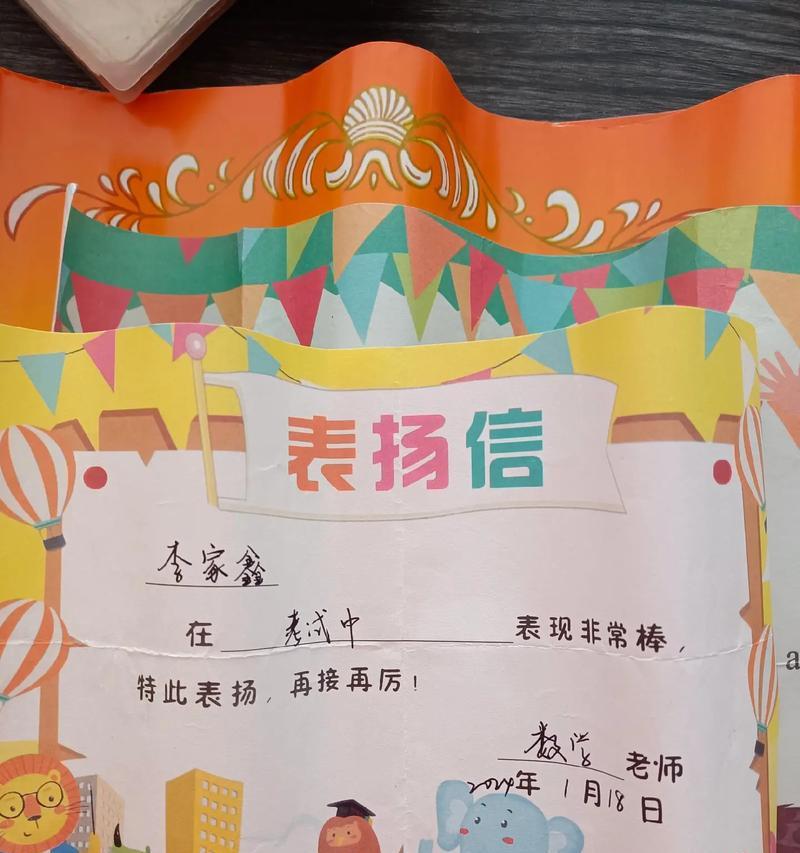 表扬信
李家鑫
在 考试中 表现非常棒，
特此表扬，再接再厉！
数学 老师
2024年 1月18日
a